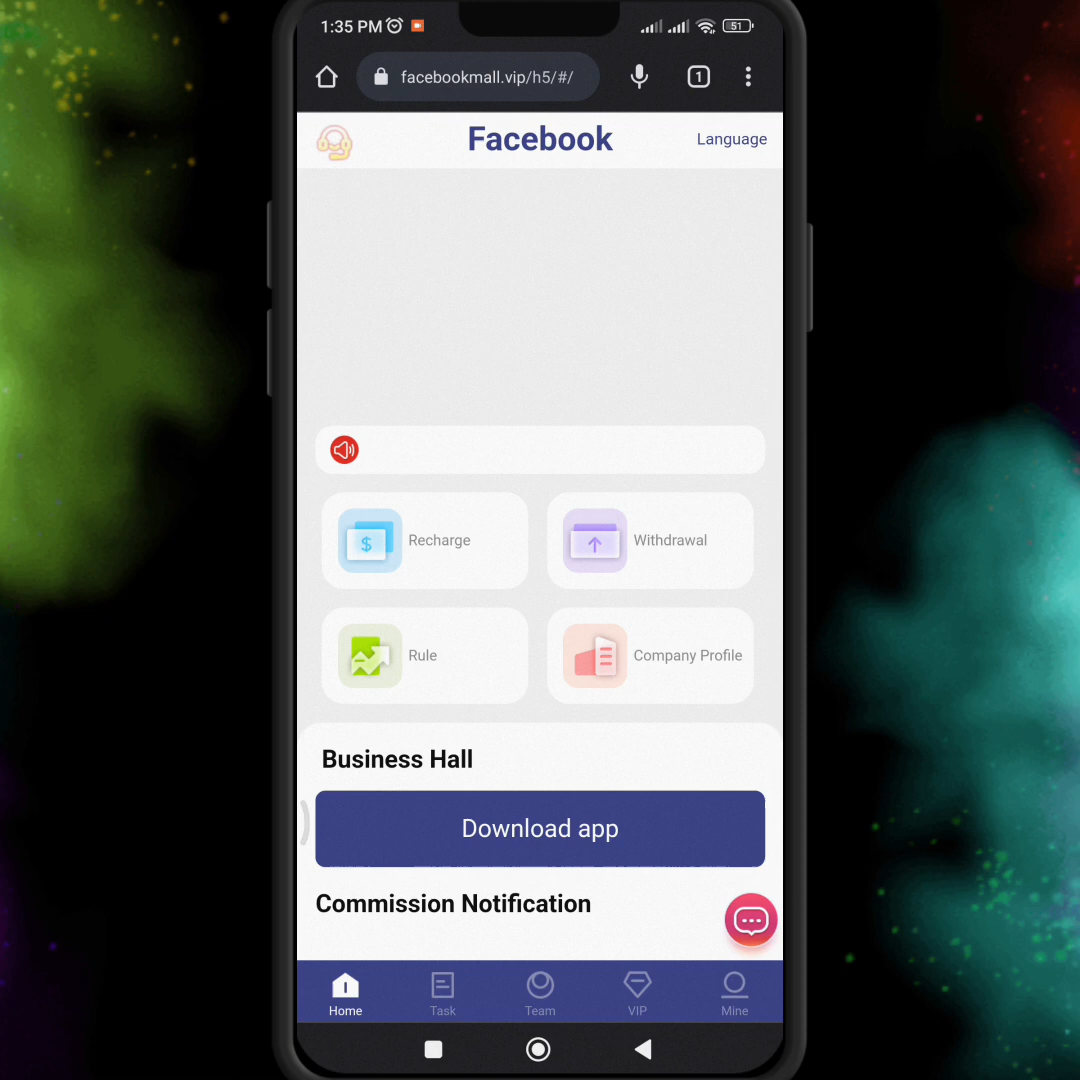 1:35 PM
51
facebookmall.vip/h5/#/
1
Facebook
Language
$
Recharge
Withdrawal
Rule
Company Profile
Business Hall
Download app
Commission Notification
Home
Task
Team
VIP
Mine